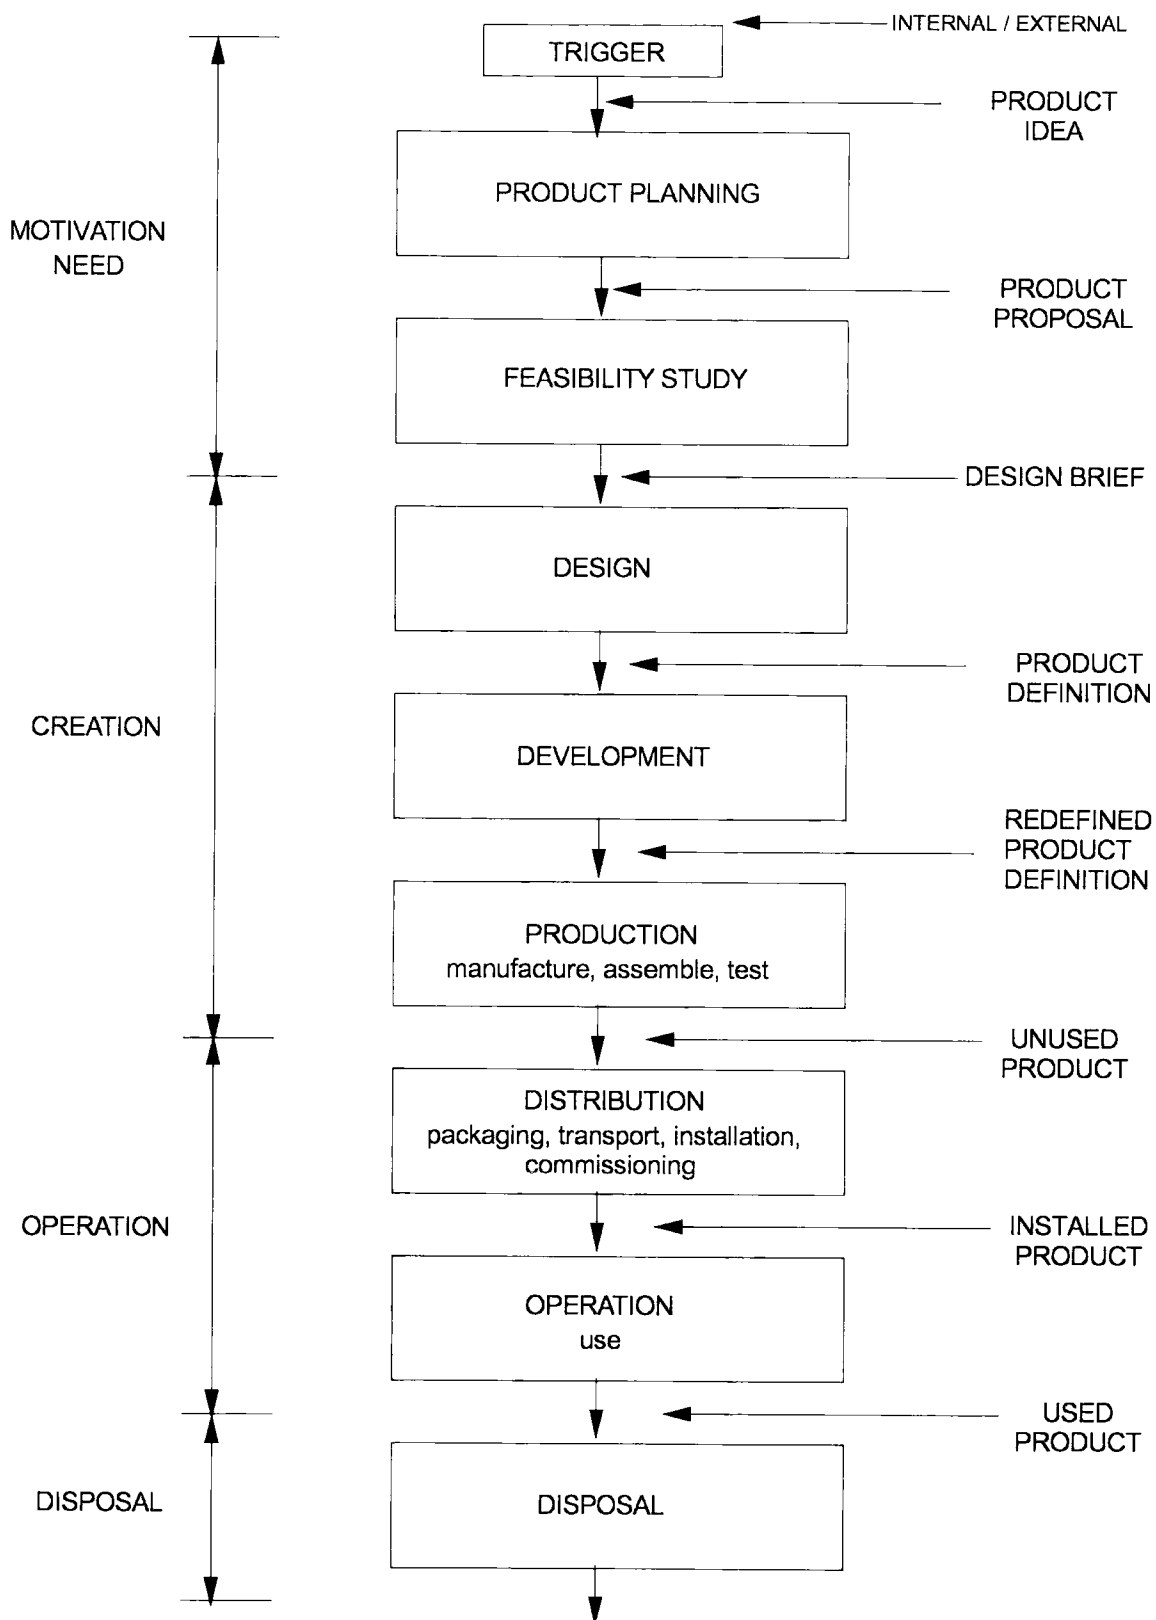 INTERNAL / EXTERNAL
TRIGGER
PRODUCT
IDEA
PRODUCT PLANNING
MOTIVATION
NEED
PRODUCT
PROPOSAL
FEASIBILITY STUDY
DESIGN BRIEF
DESIGN
PRODUCT
DEFINITION
CREATION
DEVELOPMENT
REDEFINED
PRODUCT
DEFINITION
PRODUCTION
manufacture, assemble, test
UNUSED
PRODUCT
DISTRIBUTION
packaging, transport, installation,
commissioning
OPERATION
INSTALLED
PRODUCT
OPERATION
use
USED
PRODUCT
DISPOSAL
DISPOSAL